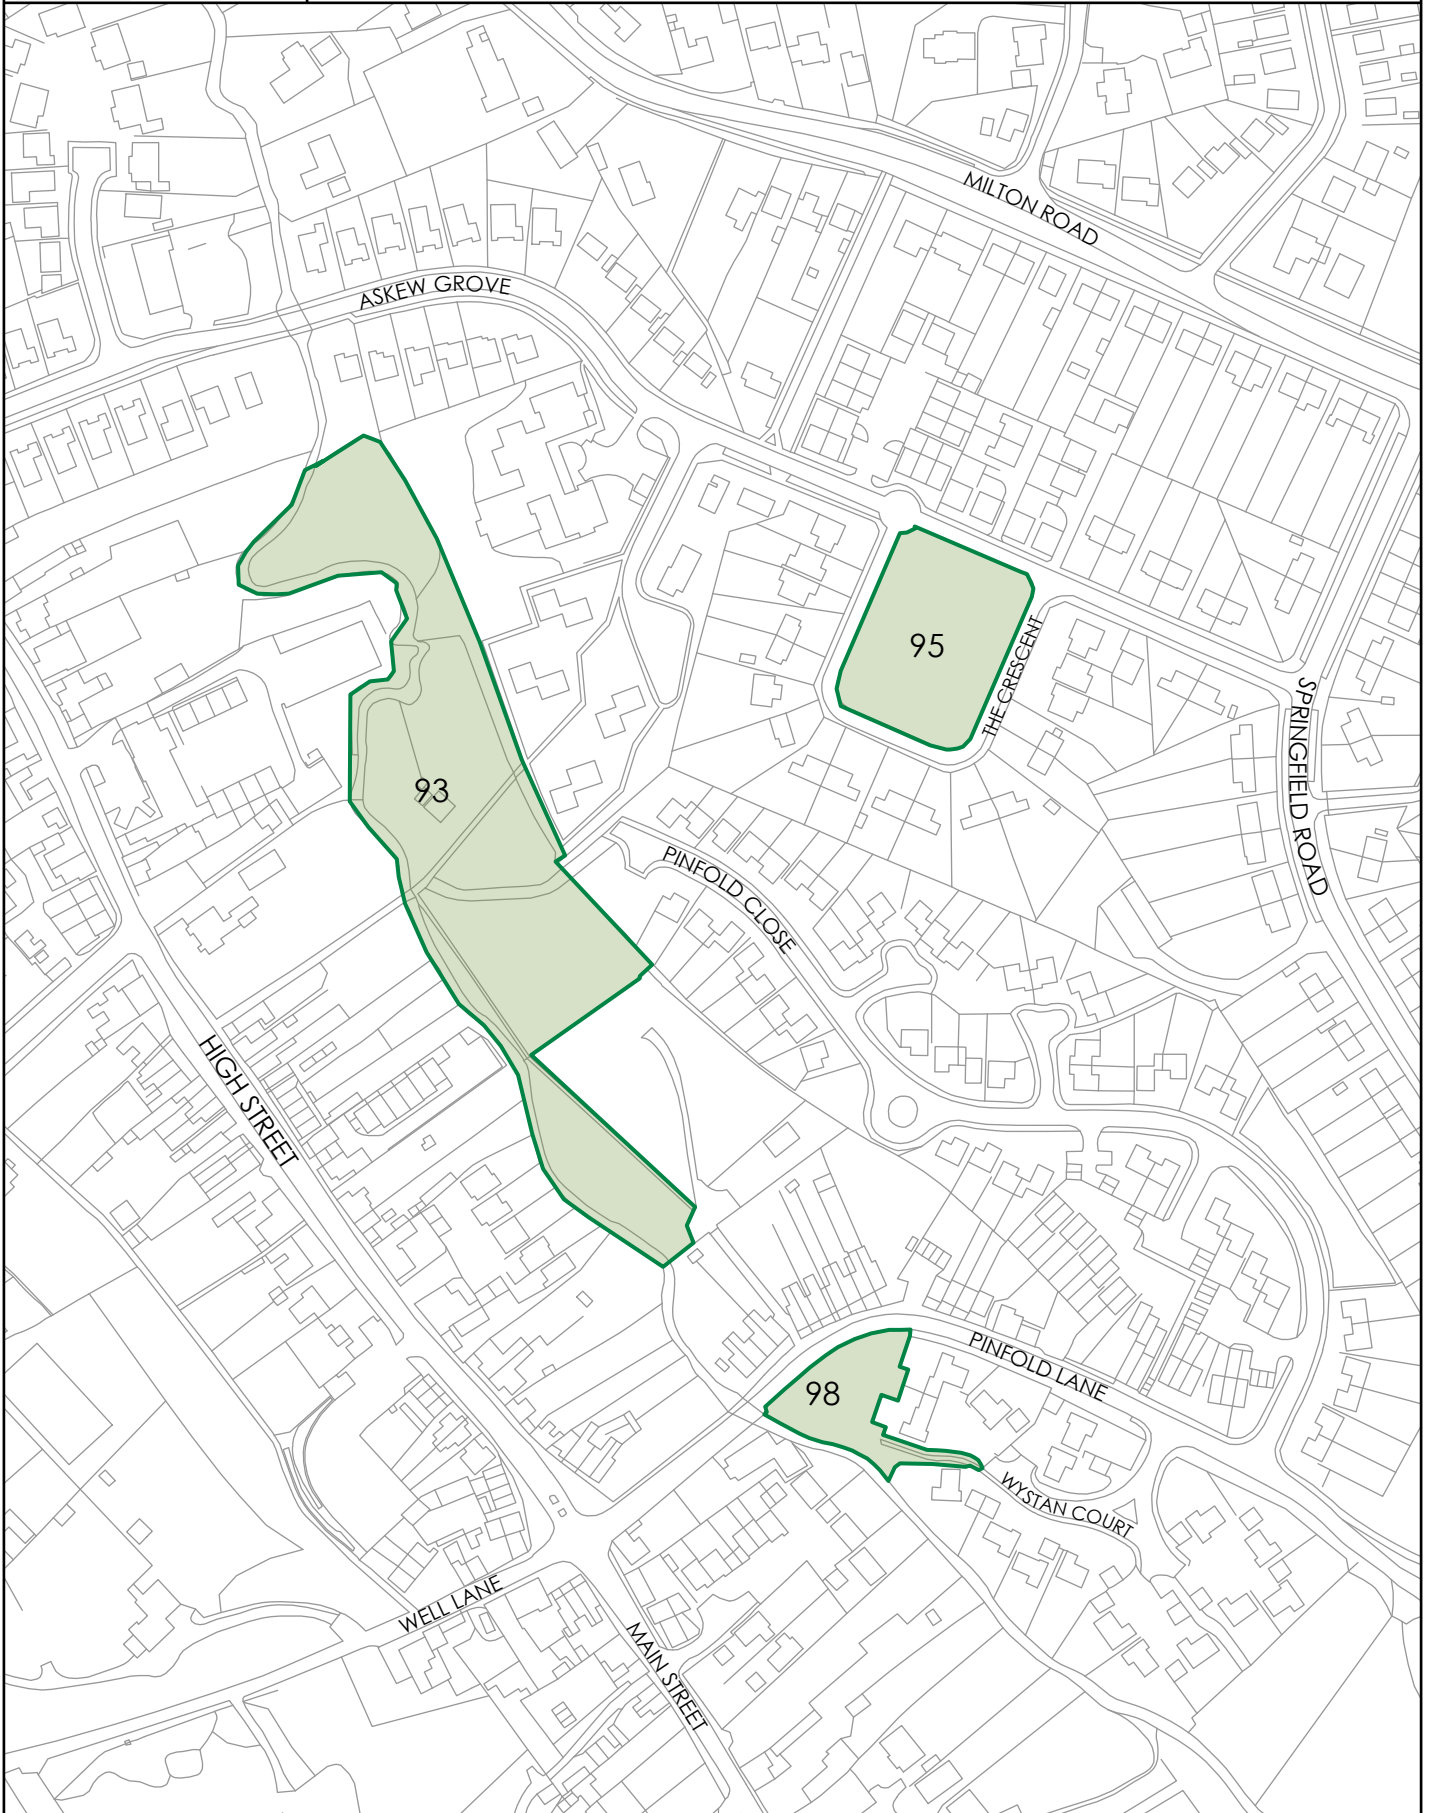 MILTON ROAD
ASKEW GROVE
95
THE CRESCENT
SPRINGFIELD ROAD
93
PINFOLD CLOSE
HIGH STREET
PINFOLD LANE
98
WYSTAN COURT
WELL LANE
MAIN STREET